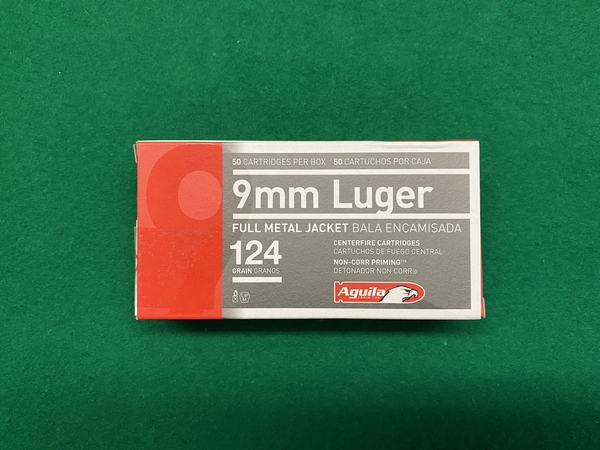 50 CARTRIDGES PER BOX 50 CARTUCHOS POR CAJA
9mm Luger
FULL METAL JACKET BALA ENCAMISADA
124
GRAIN GRANOS
CENTERFIRE CARTRIDGES
CARTUCHOS DE FUEGO CENTRAL
NON-CORR PRIMING™
DETONADOR NON CORR®
Aguila
9